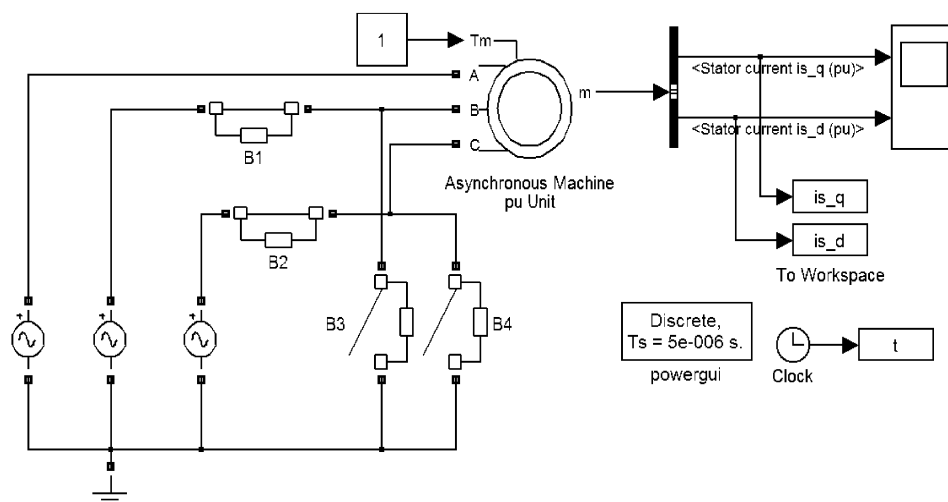 1
Tm
A
B
C
m
<Stator current is_q (pu)>
<Stator current is_d (pu)>
Asynchronous Machine
pu Unit
B1
B2
B3
B4
is_q
is_d
To Workspace
Discrete,
Ts = 5e-006 s.
powergui
Clock
t
+
+
+